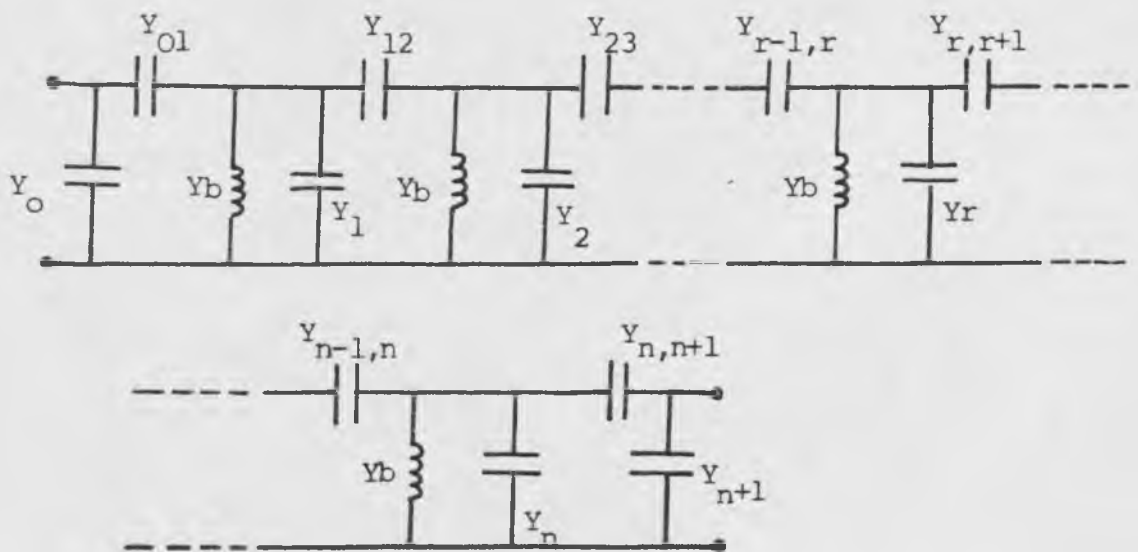 Y01 Y12 Y23 Yr-1,r Yr,r+1
Yo Yb Y1 Yb Y2 Yb Yr
Yn-1,n Yn,n+1
Yb Yn Yn+1